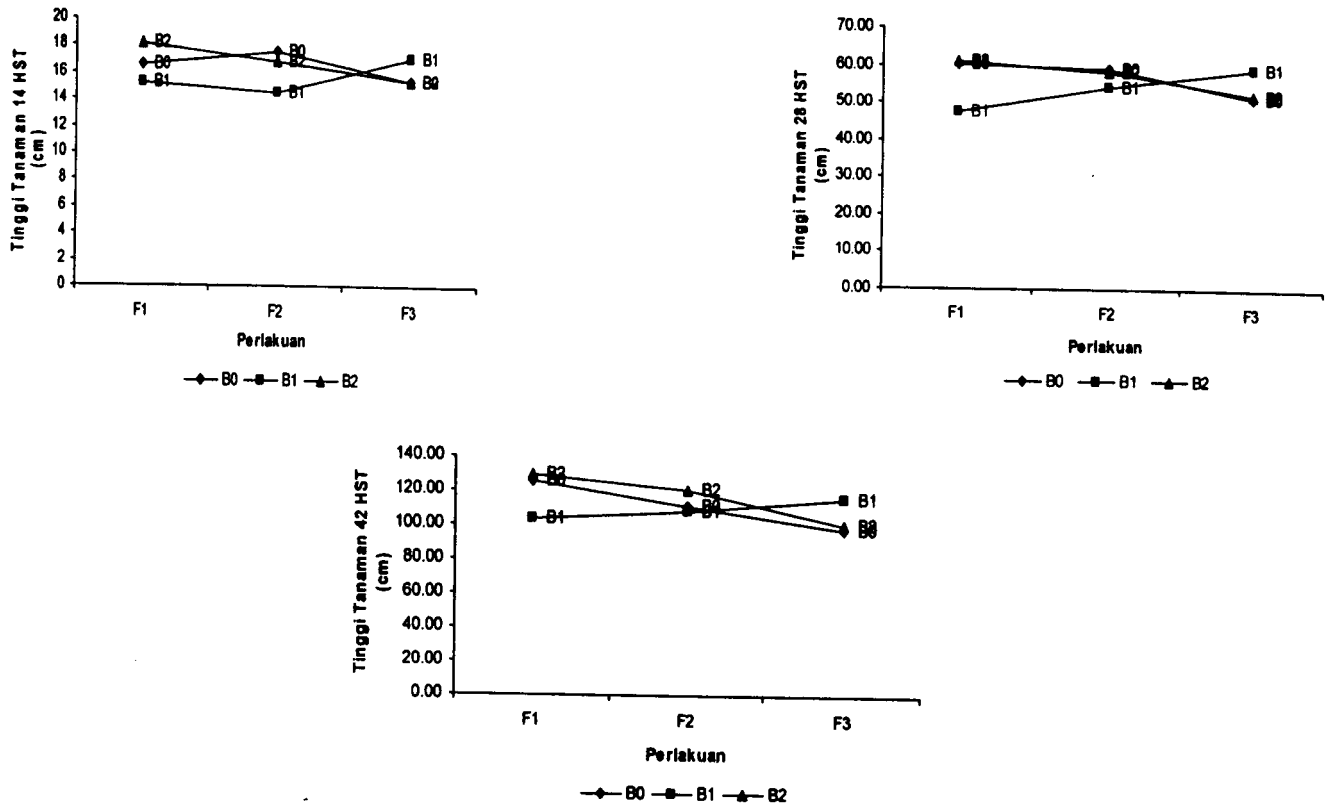 Tinggi Tanaman 14 HST
(cm)
20
18
16
14
12
10
8
6
4
2
0
B2
B0
B1
B0
B2
B1
B1
F1
F2
F3
Perlakuan
B0 B1 B2
Tinggi Tanaman 28 HST
(cm)
70.00
60.00
50.00
40.00
30.00
20.00
10.00
0.00
B1
B1
B1
F1
F2
F3
Perlakuan
B0 B1 B2
Tinggi Tanaman 42 HST
(cm)
140.00
120.00
100.00
80.00
60.00
40.00
20.00
0.00
B2
B1
B2
B1
F1
F2
F3
Perlakuan
B0 B1 B2